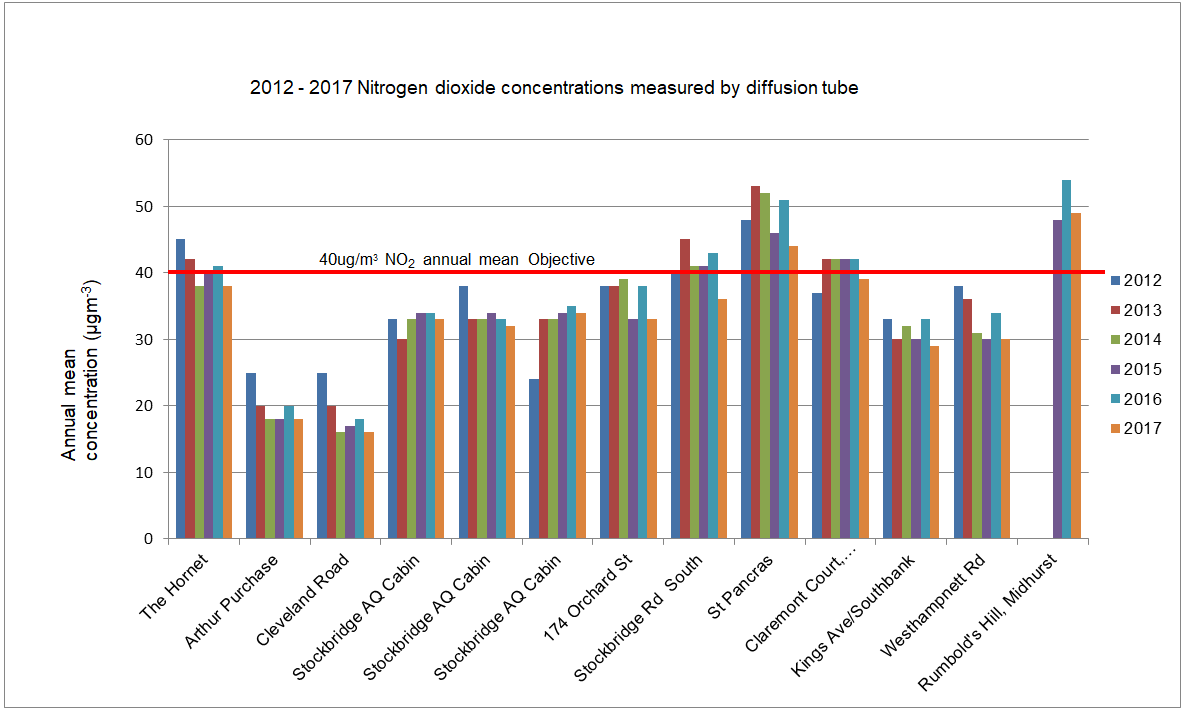 2012 - 2017 Nitrogen dioxide concentrations measured by diffusion tube
60
50
40
30
20
10
0
Annual mean
concentration (µgm-3)
40ug/m³ NO₂ annual mean Objective
2012
2013
2014
2015
2016
2017
The Hornet
Arthur Purchase
Cleveland Road
Stockbridge AQ Cabin
Stockbridge AQ Cabin
Stockbridge AQ Cabin
174 Orchard St
Stockbridge Rd South
St Pancras
Claremont Court,…
Kings Ave/Southbank
Westhampnett Rd
Rumbold's Hill, Midhurst